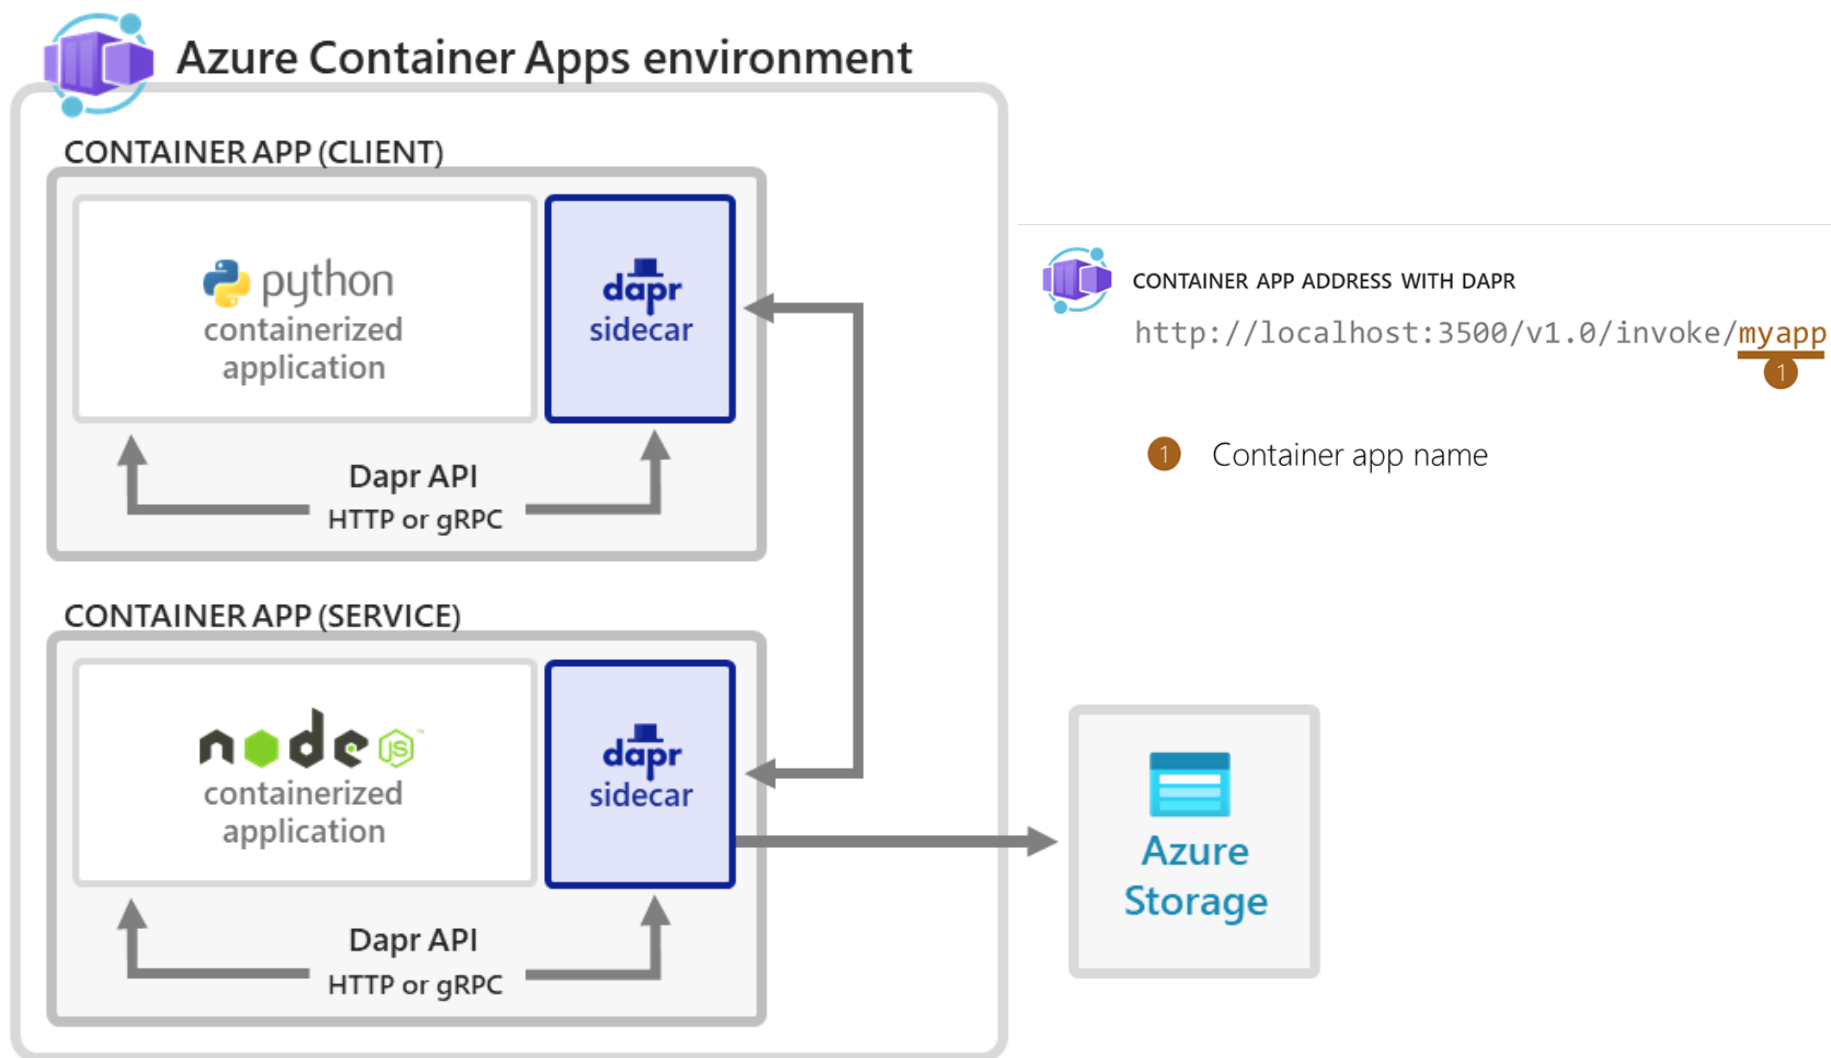 Azure Container Apps environment
CONTAINER APP (CLIENT)
python
containerized
application
dapr
sidecar
Dapr API
HTTP or gRPC
CONTAINER APP (SERVICE)
node
JS™
containerized
application
dapr
sidecar
Dapr API
HTTP or gRPC
CONTAINER APP ADDRESS WITH DAPR
http://localhost:3500/v1.0/invoke/myapp
1
1 Container app name
Azure
Storage